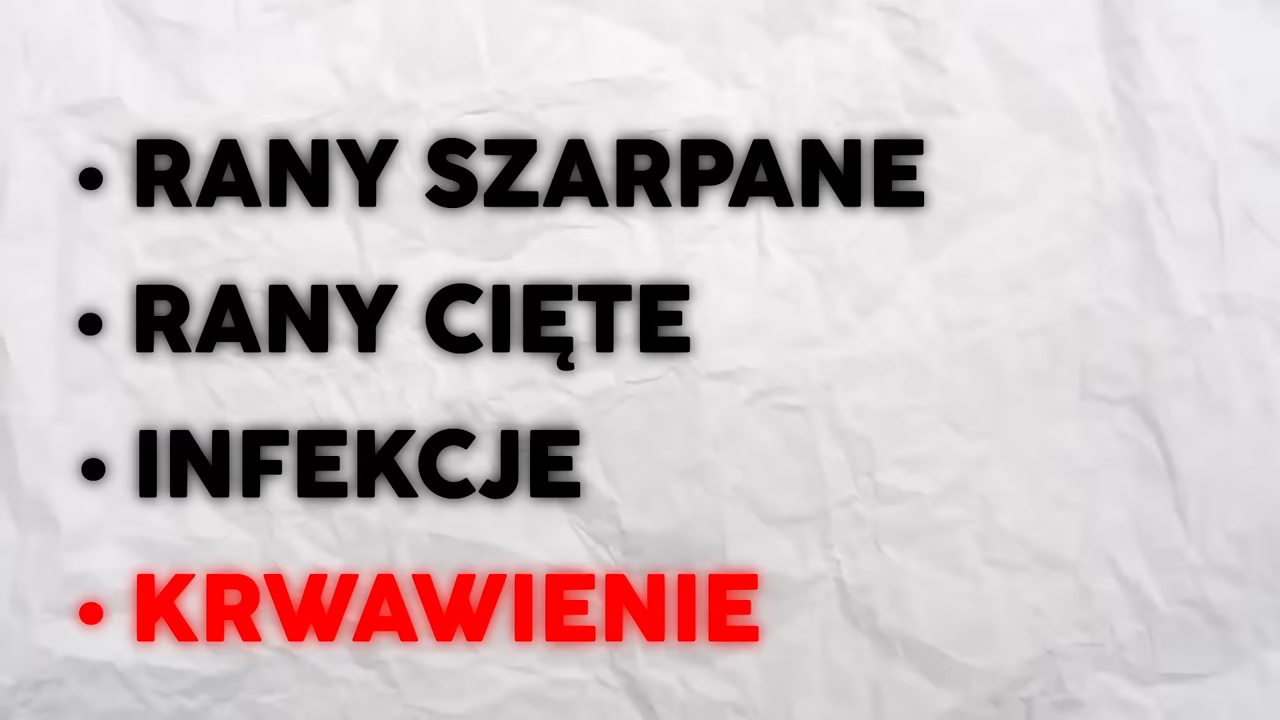 • RANY SZARPANE
• RANY CIĘTE
• INFEKCJE
• KRWAWIENIE